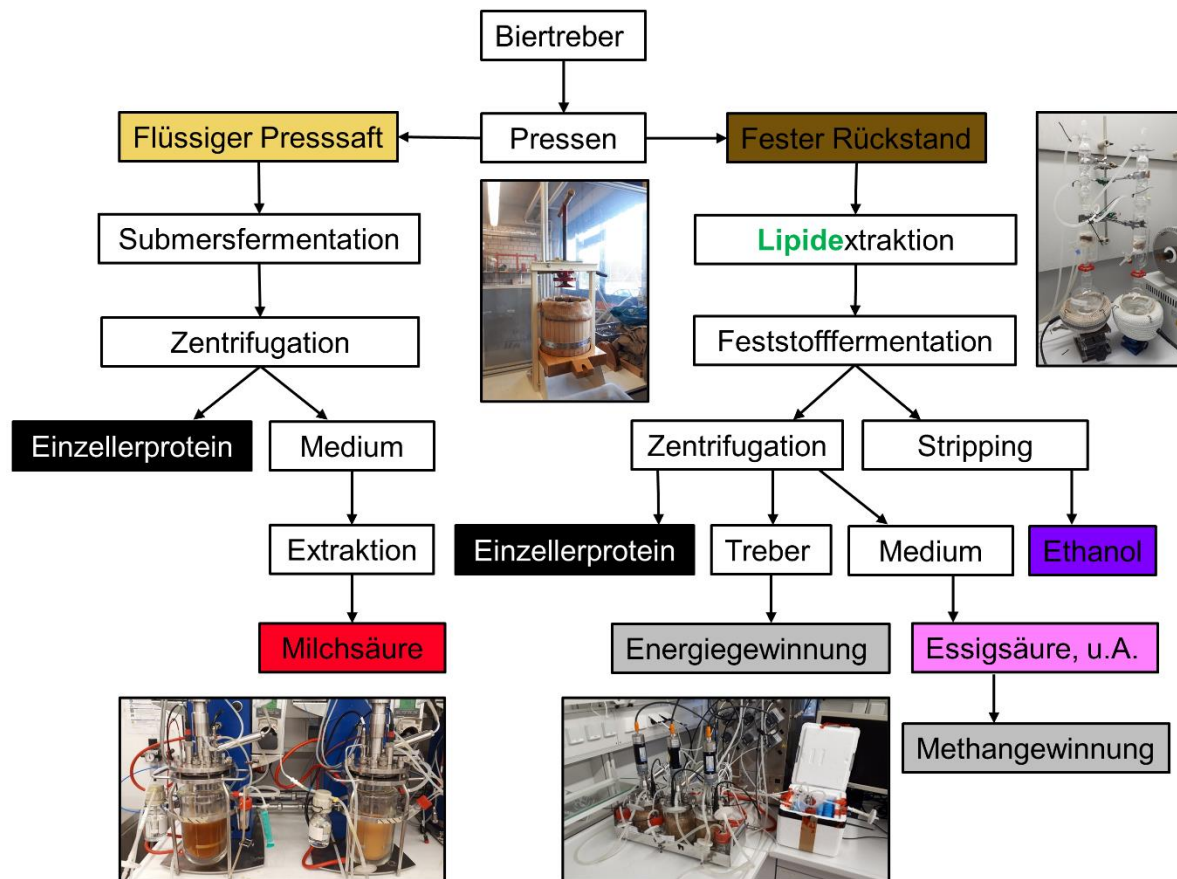 Biertreber
Flüssiger Presssaft
Pressen
Fester Rückstand
Submersfermentation
Lipidextraktion
Zentrifugation
Feststofffermentation
Einzellerprotein
Medium
Zentrifugation
Stripping
Extraktion
Einzellerprotein
Treber
Medium
Ethanol
Milchsäure
Energiegewinnung
Essigsäure, u.A.
Methangewinnung